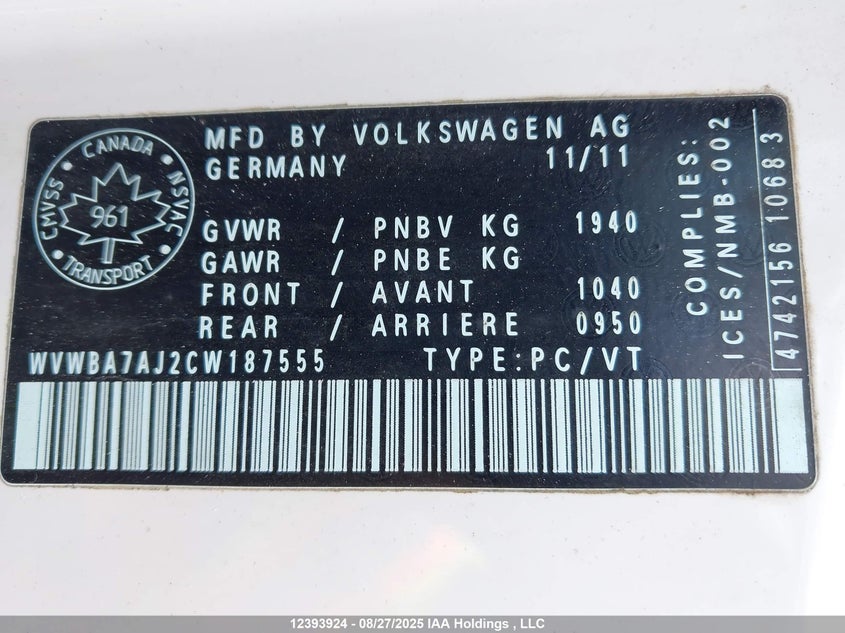 CANADA
CMVSS
NSVAC
961
TRANSPORT
MFD BY VOLKSWAGEN AG
GERMANY 11/11
GVWR / PNBV KG 1940
GAWR / PNBE KG
FRONT / AVANT 1040
REAR / ARRIERE 0950
WVWBA7AJ2CW187555 TYPE:PC/VT
COMPLIES:
ICES/NMB-002
4742156 1068 3
12393924 - 08/27/2025 IAA Holdings , LLC